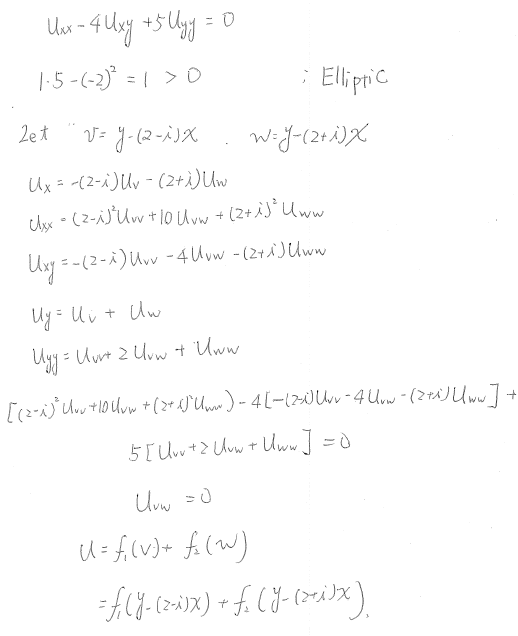 Uxx - 4Uxy + 5Uyy = 0
1·5-(-2)² = 1 > 0 ; Elliptic
Let v = y-(2-i)x . w = y-(2+i)x
Ux = -(2-i)Uv - (2+i)Uw
Uxx = (2-i)²Uvv + 10Uvw + (2+i)²Uww
Uxy = -(2-i)Uvv - 4Uvw - (2+i)Uww
Uy = Uv + Uw
Uyy = Uvv + 2Uvw + Uww
[(2-i)²Uvv + 10Uvw + (2+i)²Uww) - 4[-(2-i)Uvv - 4Uvw - (2+i)Uww] +
5[Uvv + 2Uvw + Uww] = 0
Uvw = 0
U = f₁(v) + f₂(w)
= f₁(y-(2-i)x) + f₂(y-(2+i)x).